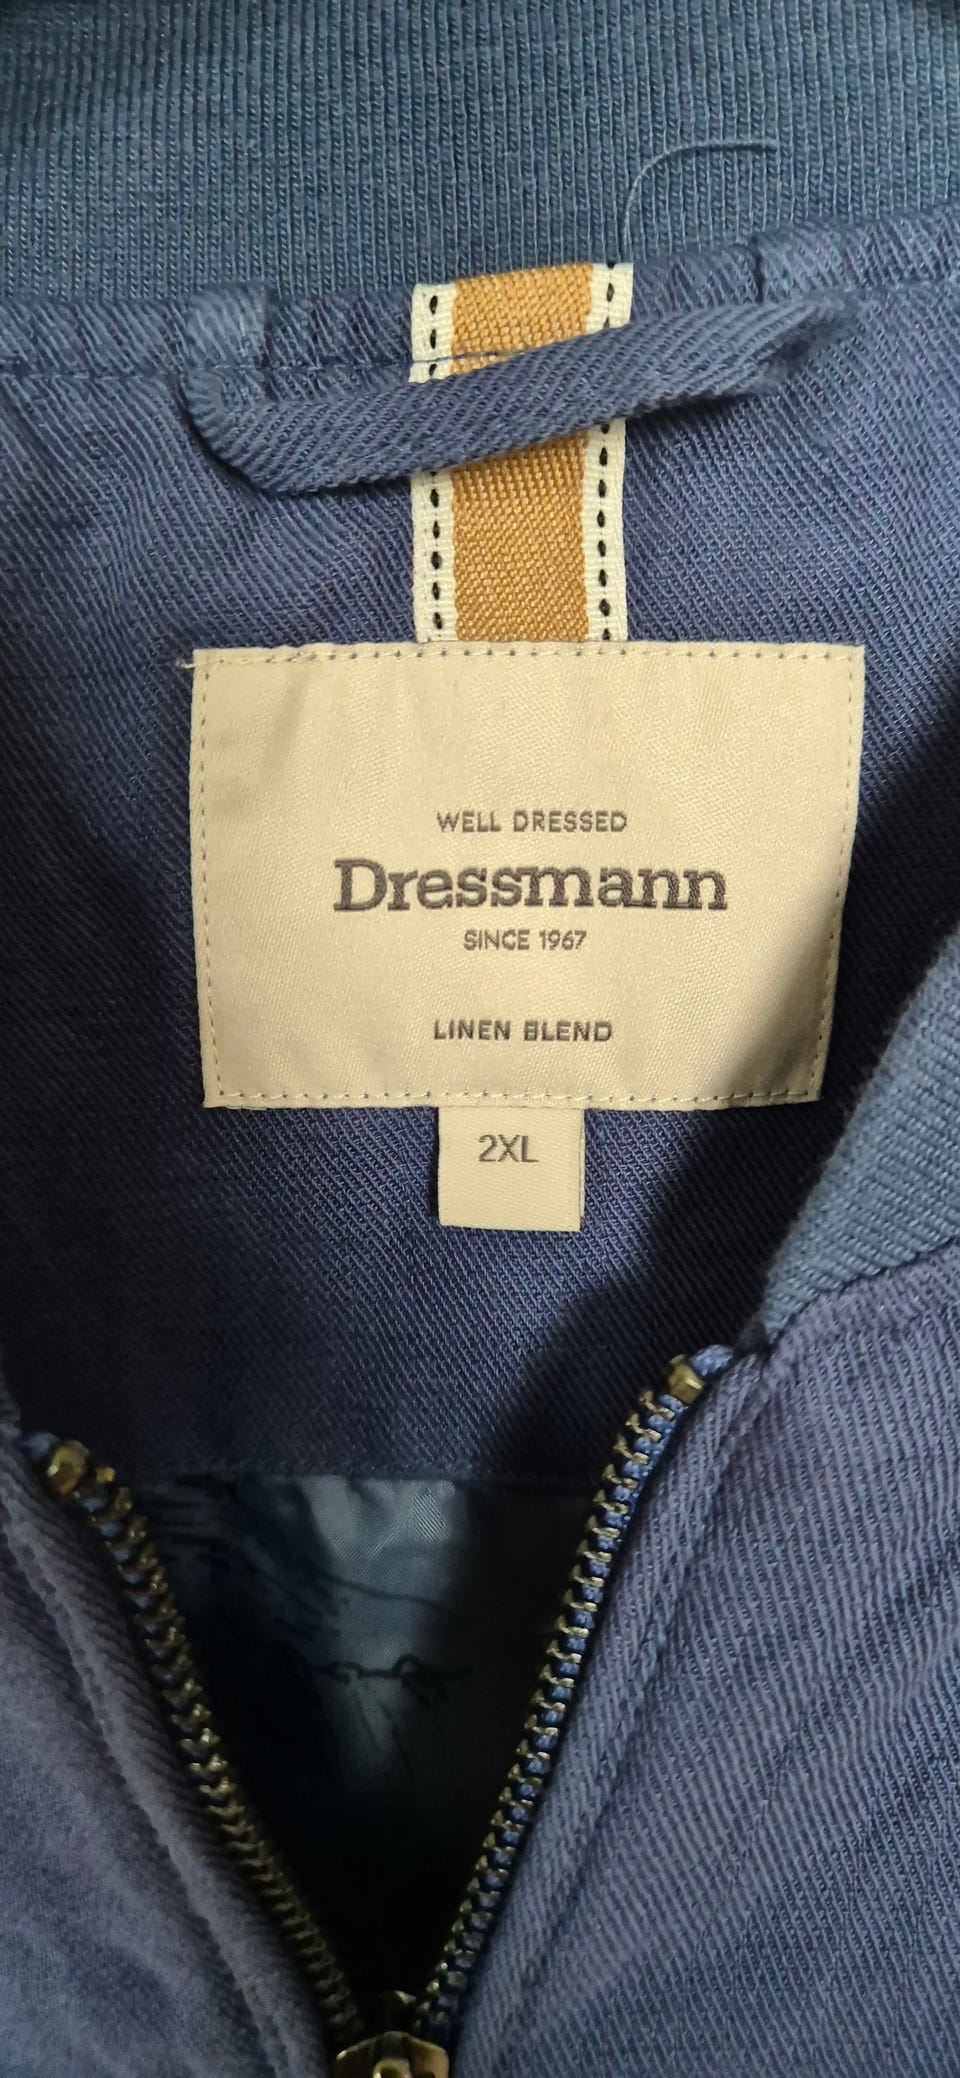 WELL DRESSED
Dressmann
SINCE 1967
LINEN BLEND
2XL